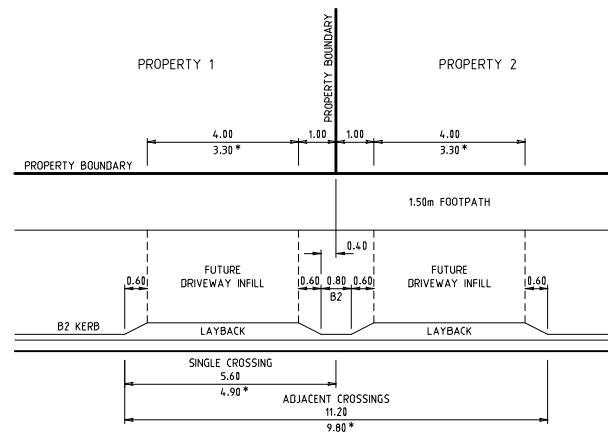 PROPERTY 1
PROPERTY BOUNDARY
PROPERTY 2
4.00
1.00
1.00
4.00
3.30 *
3.30 *
PROPERTY BOUNDARY
1.50m FOOTPATH
0.40
0.60
FUTURE
DRIVEWAY INFILL
0.60
0.80
0.60
B2
FUTURE
DRIVEWAY INFILL
0.60
B2 KERB
LAYBACK
LAYBACK
SINGLE CROSSING
5.60
4.90 *
ADJACENT CROSSINGS
11.20
9.80 *